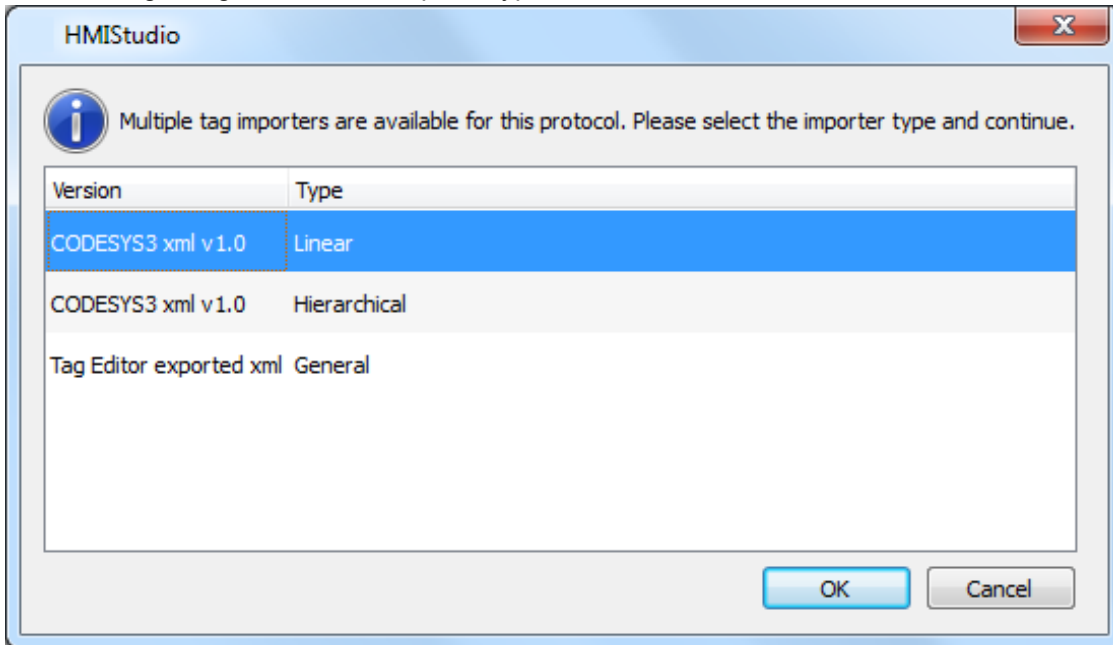 HMIStudio
Multiple tag importers are available for this protocol. Please select the importer type and continue.
Version Type
CODESYS3 xml v1.0 Linear
CODESYS3 xml v1.0 Hierarchical
Tag Editor exported xml General
OK Cancel